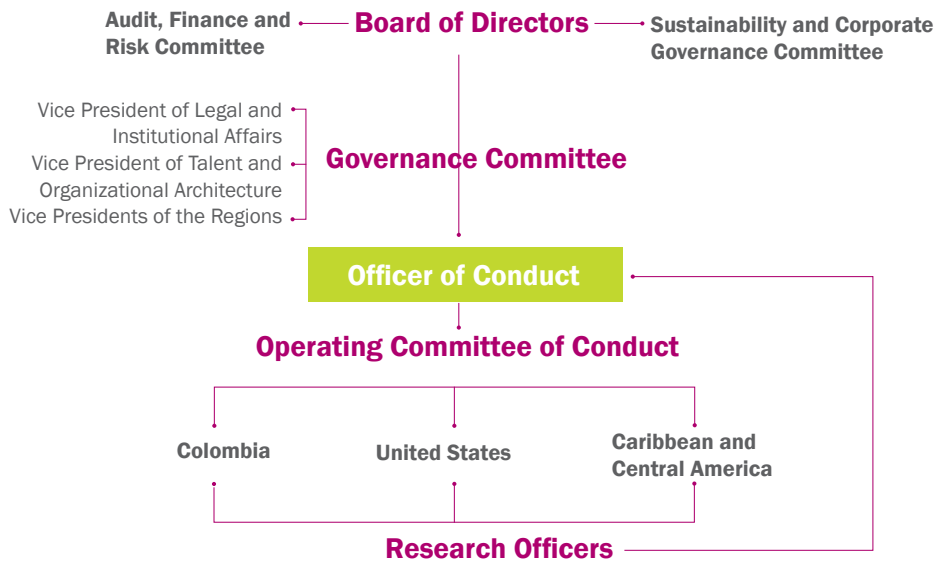 Audit, Finance and
Risk Committee
Board of Directors
Sustainability and Corporate
Governance Committee
Vice President of Legal and
Institutional Affairs
Vice President of Talent and
Organizational Architecture
Vice Presidents of the Regions
Governance Committee
Officer of Conduct
Operating Committee of Conduct
Colombia
United States
Caribbean and
Central America
Research Officers